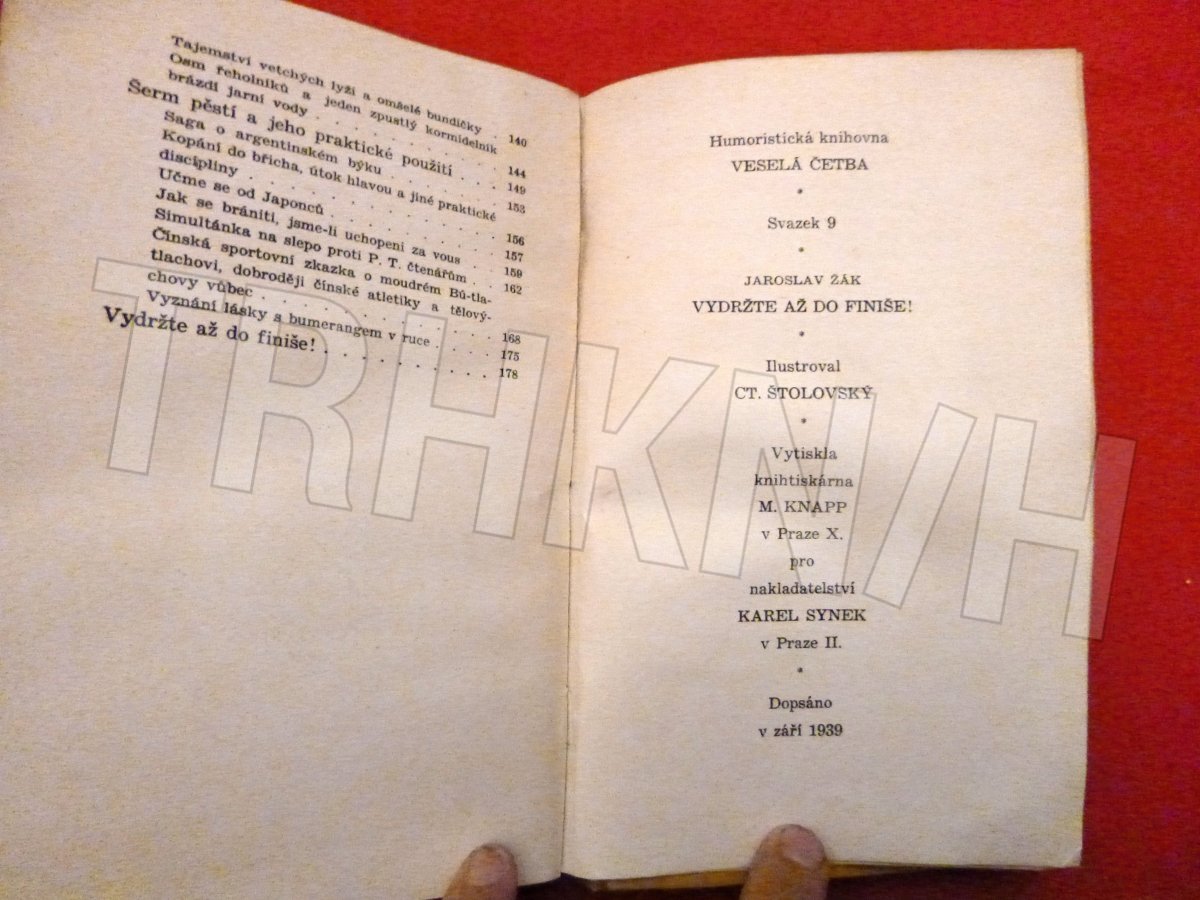 Tajemství vetchých lyží a omšelé bundičky . 140
Osm řeholníků a jeden zpustlý kormidelník
brázdí jarní vody . . . . . . . . 144
Šerm pěstí a jeho praktické použití . . . 149
Saga o argentinském býku . . . . . . 153
Kopání do břicha, útok hlavou a jiné praktické
discipliny . . . . . . . . . . 156
Učme se od Japonců . . . . . . . 157
Jak se brániti, jsme-li uchopeni za vous . . 159
Simultánka na slepo proti P. T. čtenářům . . 162
Čínská sportovní zkazka o moudrém Bú-tla-
tlachovi, dobroději čínské atletiky a tělový-
chovy vůbec . . . . . . . . . 168
Vyznání lásky s bumerangem v ruce . . . . 175
Vydržte až do finiše! . . . . . . . . . 178
Humoristická knihovna
VESELÁ ČETBA
*
Svazek 9
*
JAROSLAV ŽÁK
VYDRŽTE AŽ DO FINIŠE!
*
Ilustroval
CT. ŠTOLOVSKÝ
*
Vytiskla
knihtiskárna
M. KNAPP
v Praze X.
pro
nakladatelství
KAREL SYNEK
v Praze II.
*
Dopsáno
v září 1939
TRHKNIH